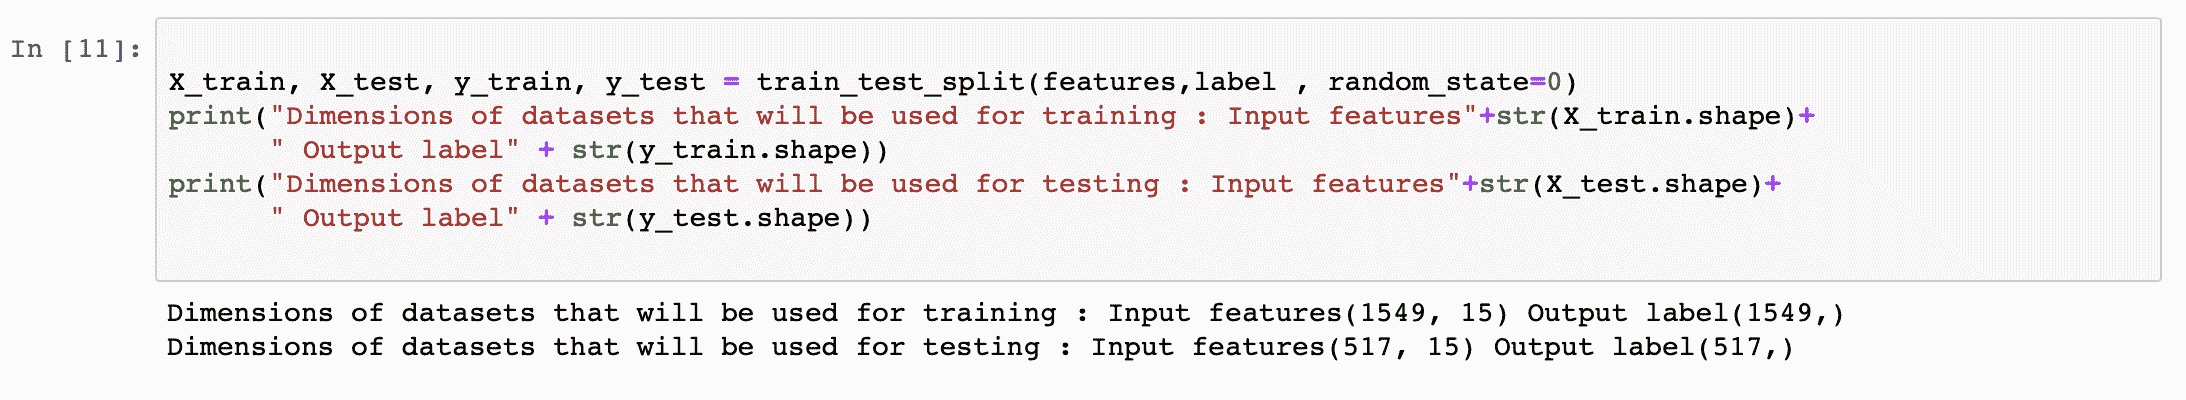 In [11]:
X_train, X_test, y_train, y_test = train_test_split(features,label , random_state=0)
print("Dimensions of datasets that will be used for training : Input features"+str(X_train.shape)+
      " Output label" + str(y_train.shape))
print("Dimensions of datasets that will be used for testing : Input features"+str(X_test.shape)+
      " Output label" + str(y_test.shape))
Dimensions of datasets that will be used for training : Input features(1549, 15) Output label(1549,)
Dimensions of datasets that will be used for testing : Input features(517, 15) Output label(517,)